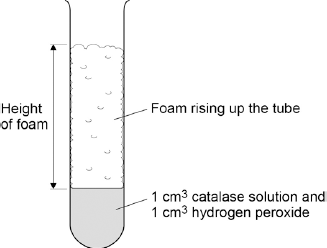 Height
of foam
Foam rising up the tube
1 cm³ catalase solution and
1 cm³ hydrogen peroxide